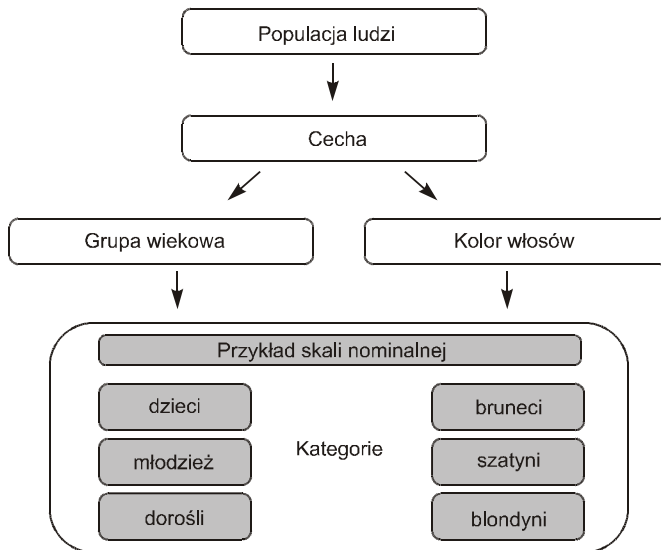 Populacja ludzi
Cecha
Grupa wiekowa
Kolor włosów
Przykład skali nominalnej
dzieci
bruneci
młodzież
Kategorie
szatyni
dorośli
blondyni